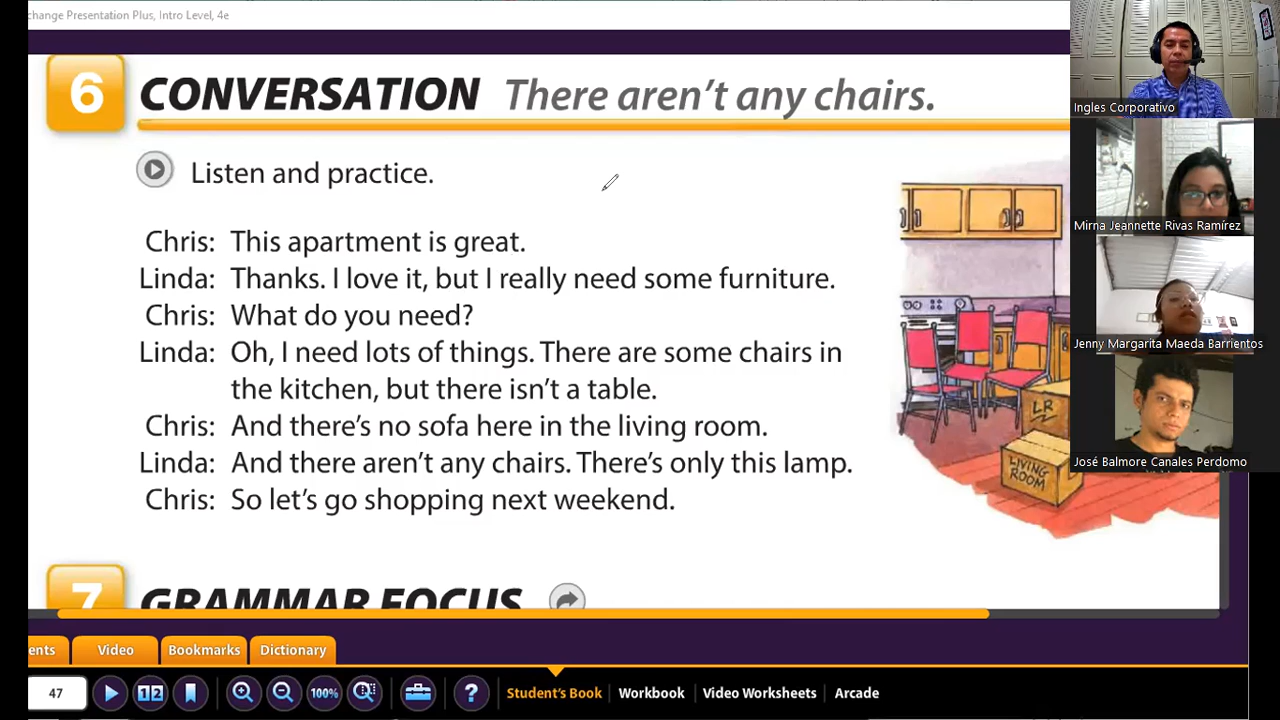 change Presentation Plus, Intro Level, 4e
6 CONVERSATION There aren't any chairs.
Listen and practice.
Chris: This apartment is great.
Linda: Thanks. I love it, but I really need some furniture.
Chris: What do you need?
Linda: Oh, I need lots of things. There are some chairs in
the kitchen, but there isn't a table.
Chris: And there's no sofa here in the living room.
Linda: And there aren't any chairs. There's only this lamp.
Chris: So let's go shopping next weekend.
LR
LIVING
ROOM
7 GRAMMAR FOCUS
Ingles Corporativo
Mirna Jeannette Rivas Ramírez
Jenny Margarita Maeda Barrientos
José Balmore Canales Perdomo
ents Video Bookmarks Dictionary
47 1 2 100% ? Student's Book Workbook Video Worksheets Arcade